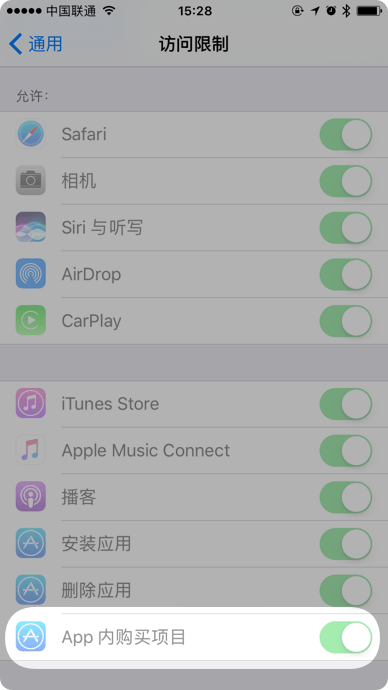 中国联通 15:28
通用 访问限制
允许:
Safari
相机
Siri 与听写
AirDrop
CarPlay
iTunes Store
Apple Music Connect
播客
安装应用
删除应用
App 内购买项目